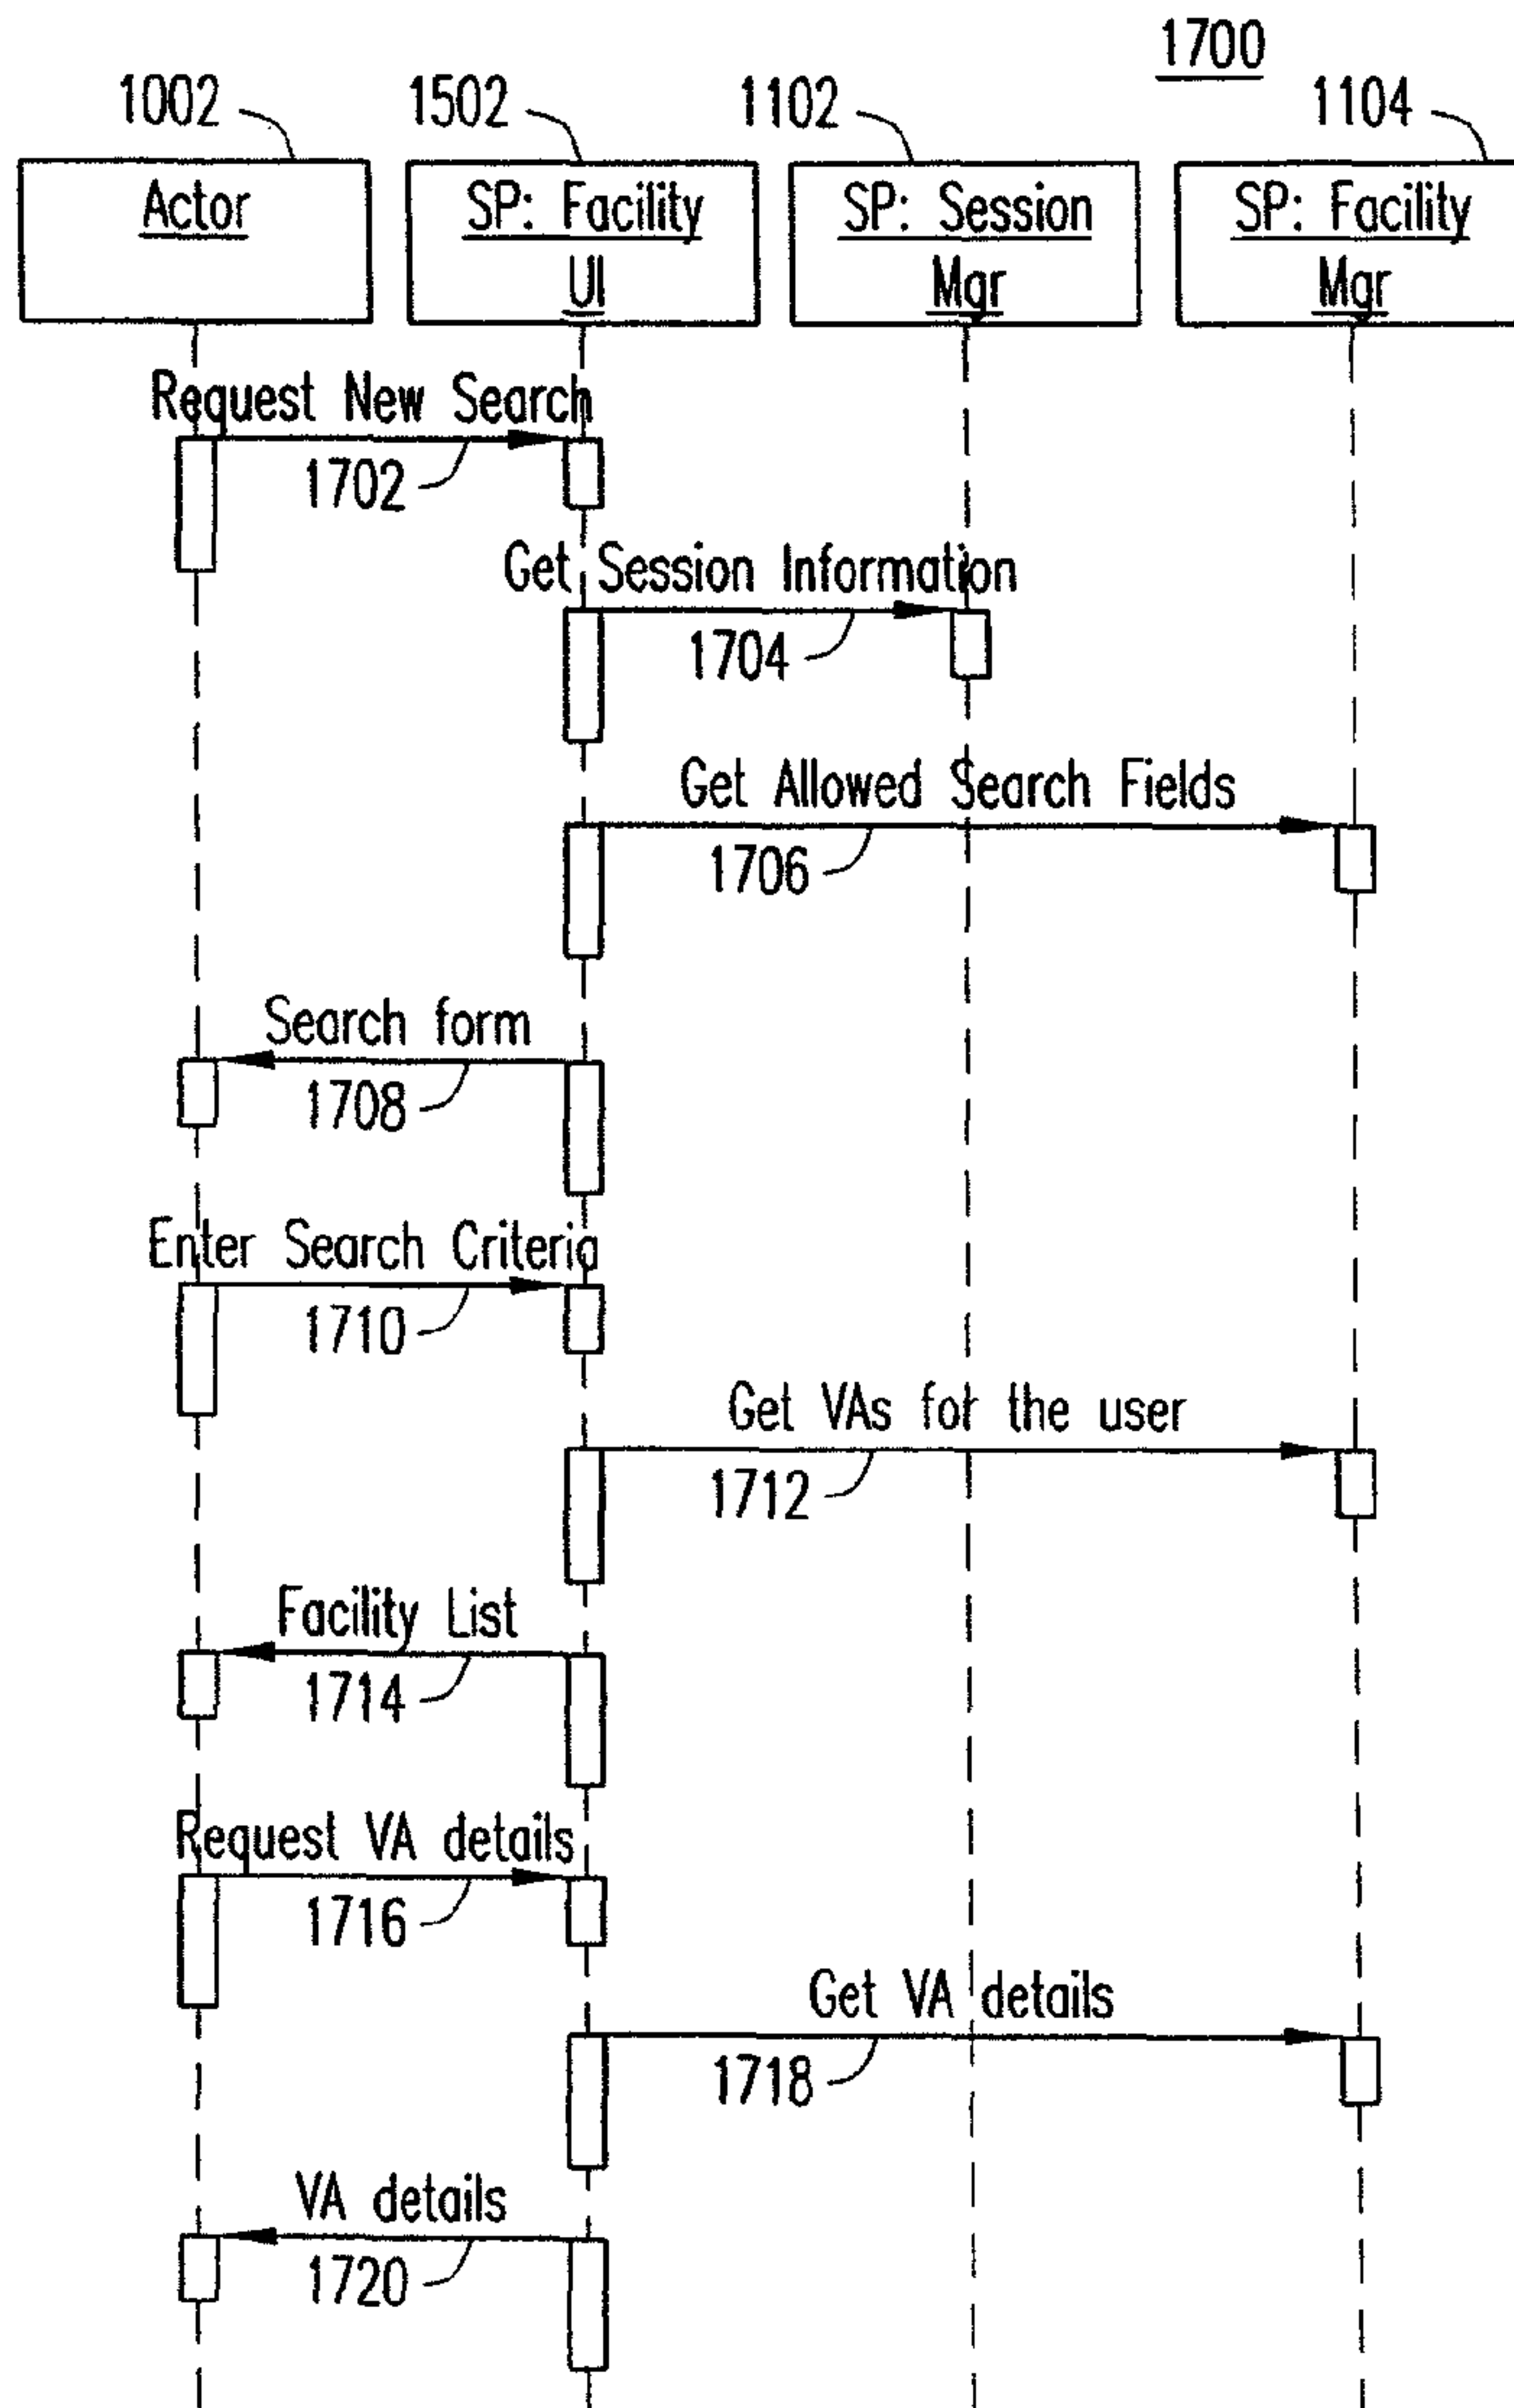 1700
1002
1502
1102
1104
Actor
SP: Facility
UI
SP: Session
Mgr
SP: Facility
Mgr
Request New Search
1702
Get Session Information
1704
Get Allowed Search Fields
1706
Search form
1708
Enter Search Criteria
1710
Get VAs for the user
1712
Facility List
1714
Request VA details
1716
Get VA details
1718
VA details
1720